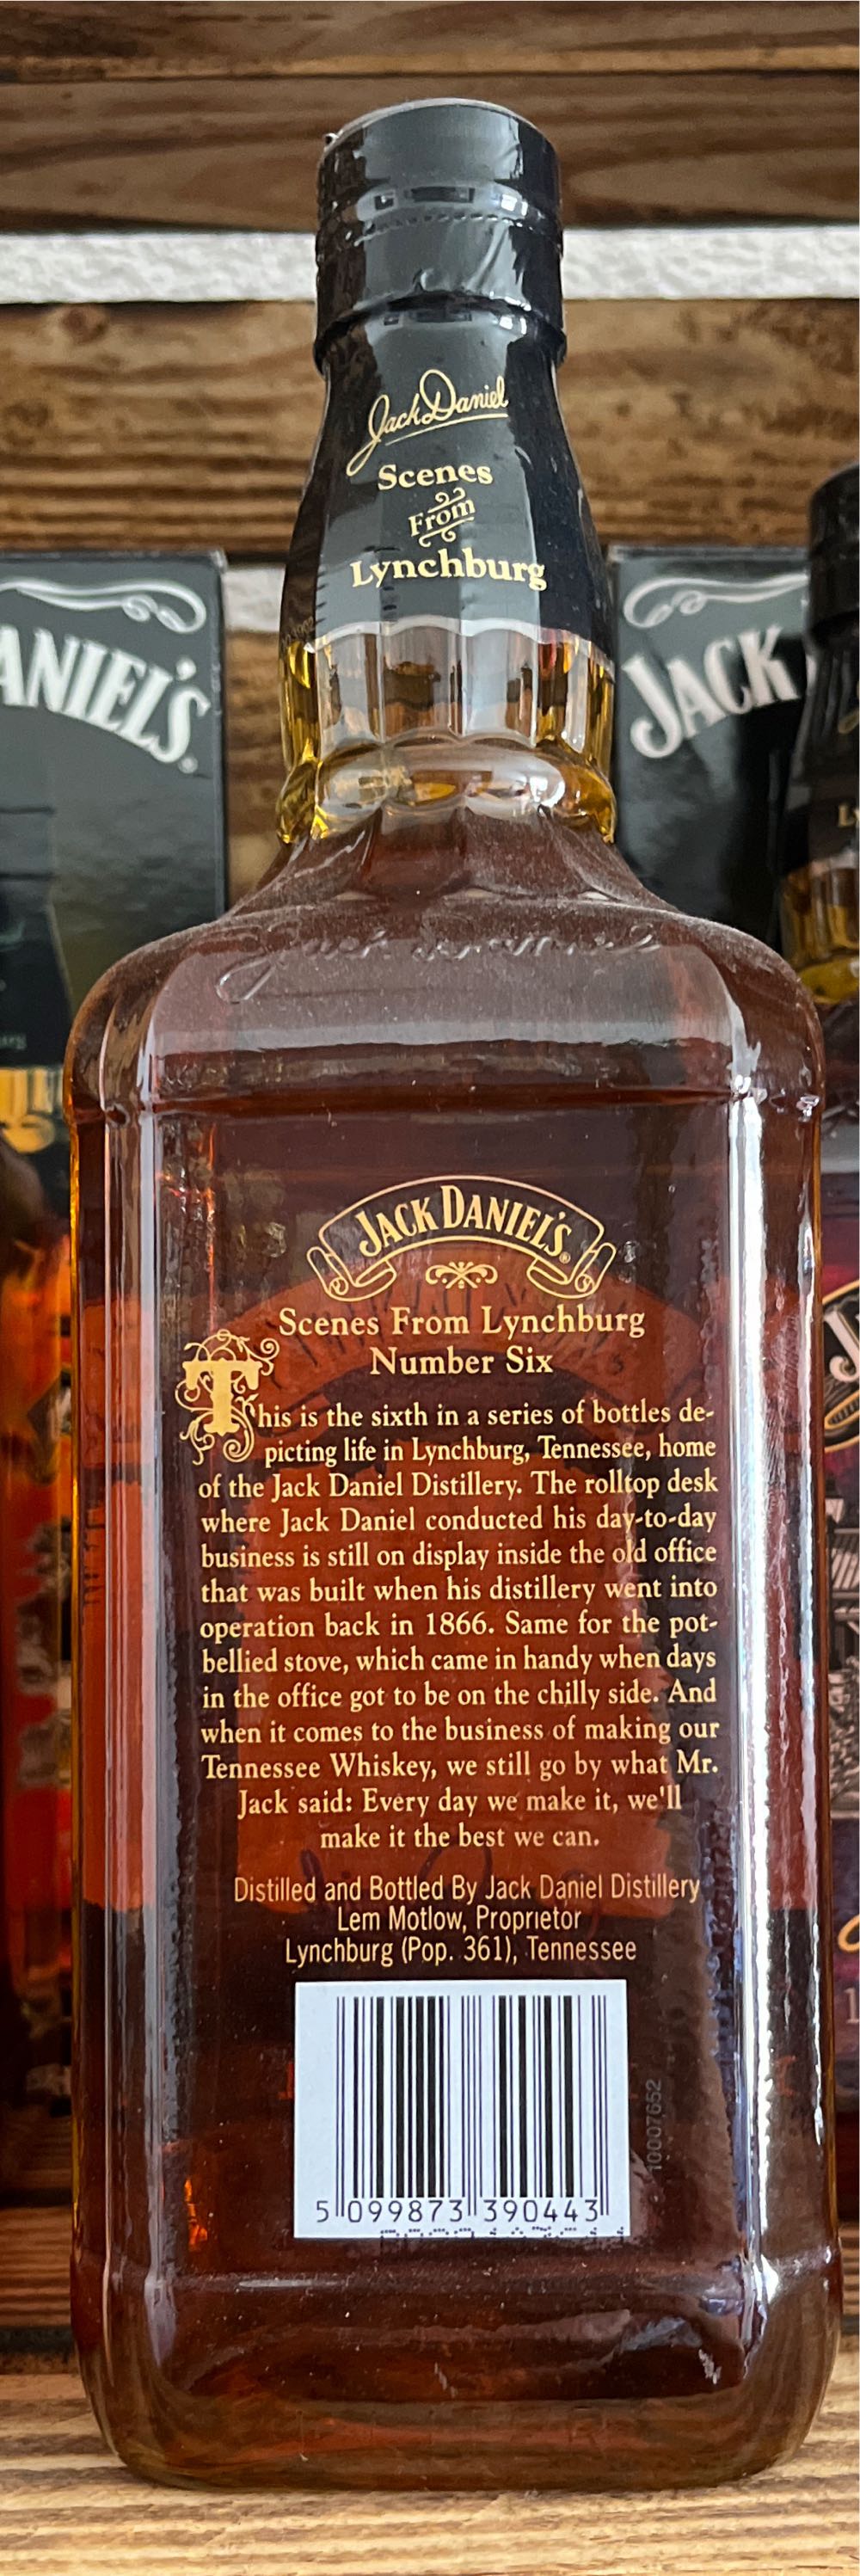 Jack Daniel
Scenes
From
Lynchburg
ANIEL'S
JACK
Jack Daniel
JACK DANIEL'S
Scenes From Lynchburg
Number Six
This is the sixth in a series of bottles de-
picting life in Lynchburg, Tennessee, home
of the Jack Daniel Distillery. The rolltop desk
where Jack Daniel conducted his day-to-day
business is still on display inside the old office
that was built when his distillery went into
operation back in 1866. Same for the pot-
bellied stove, which came in handy when days
in the office got to be on the chilly side. And
when it comes to the business of making our
Tennessee Whiskey, we still go by what Mr.
Jack said: Every day we make it, we'll
make it the best we can.
Distilled and Bottled By Jack Daniel Distillery
Lem Motlow, Proprietor
Lynchburg (Pop. 361), Tennessee
10007652
5 099873 390443